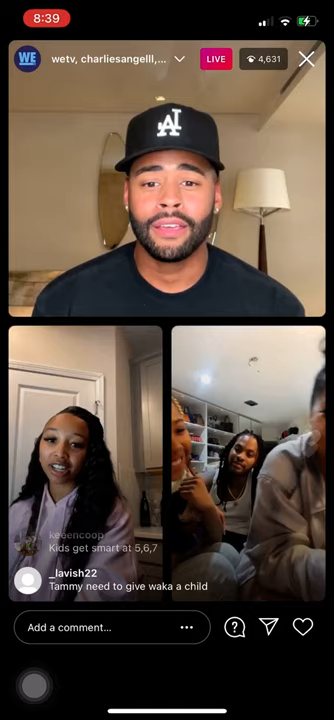 8:39
WE
wetv, charliesangelll,...
LIVE
4,631
keeencoop
Kids get smart at 5,6,7
_lavish22
Tammy need to give waka a child
Add a comment...